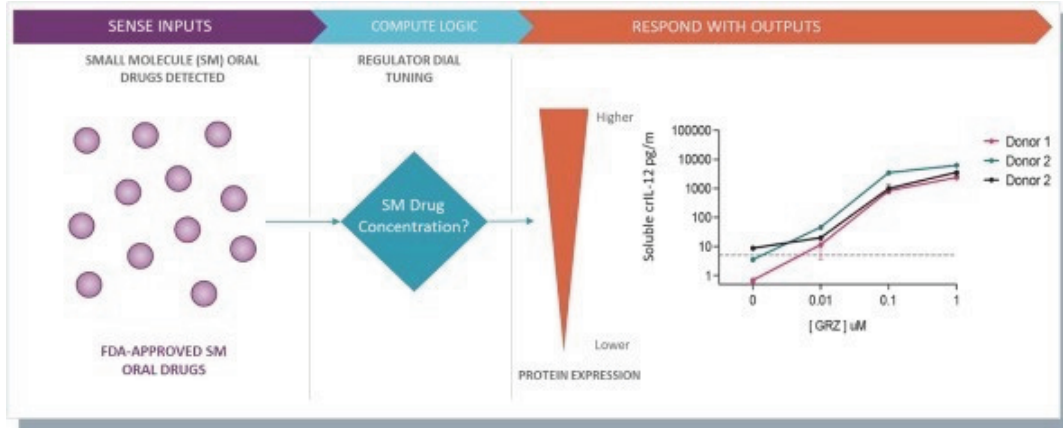 SENSE INPUTS
COMPUTE LOGIC
RESPOND WITH OUTPUTS
SMALL MOLECULE (SM) ORAL
DRUGS DETECTED
REGULATOR DIAL
TUNING
SM Drug
Concentration?
FDA-APPROVED SM
ORAL DRUGS
Higher
Lower
PROTEIN EXPRESSION
Soluble crIL-12 pg/m
100000
10000
1000
100
10
1
0
0.01
0.1
1
[ GRZ ] uM
Donor 1
Donor 2
Donor 2